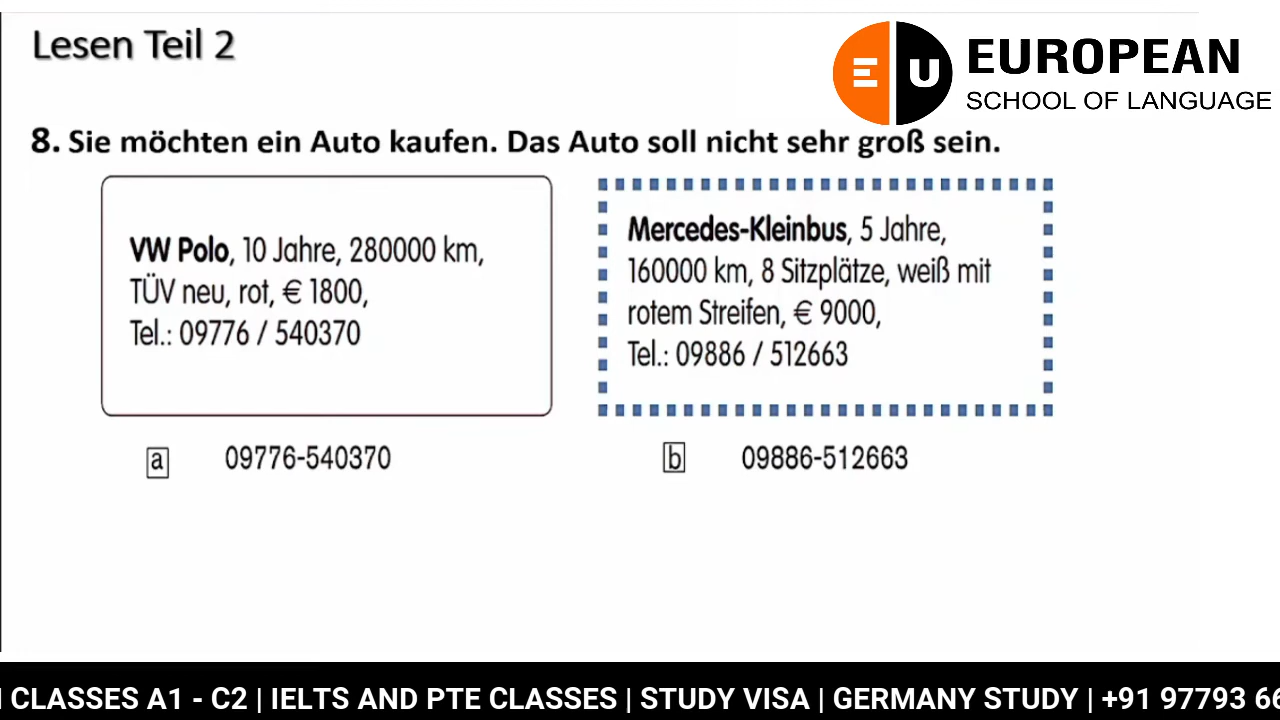 Lesen Teil 2
EUROPEAN
SCHOOL OF LANGUAGE
E U
8. Sie möchten ein Auto kaufen. Das Auto soll nicht sehr groß sein.
VW Polo, 10 Jahre, 280000 km,
TÜV neu, rot, € 1800,
Tel.: 09776 / 540370
Mercedes-Kleinbus, 5 Jahre,
160000 km, 8 Sitzplätze, weiß mit
rotem Streifen, € 9000,
Tel.: 09886 / 512663
a 09776-540370
b 09886-512663
CLASSES A1 - C2 | IELTS AND PTE CLASSES | STUDY VISA | GERMANY STUDY | +91 97793 66